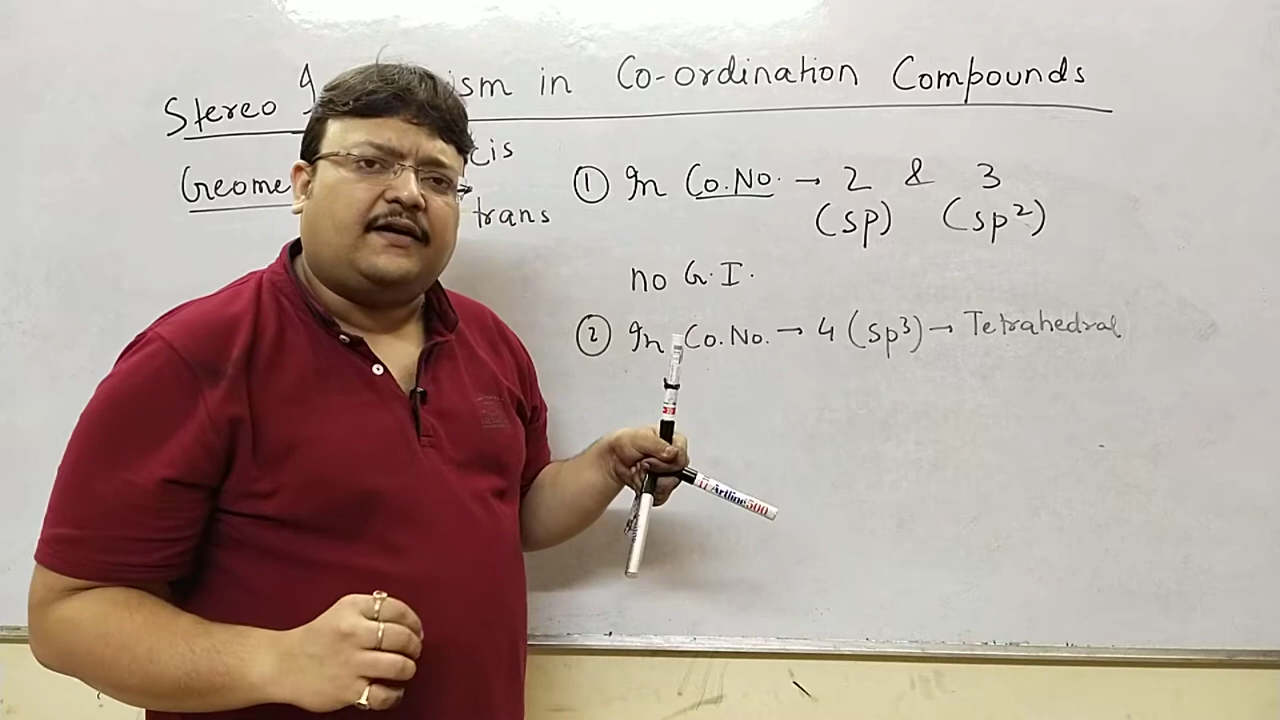 Stereo I ism in Co-ordination Compounds
Geome cis
trans
① In Co.No. → 2 & 3
(sp) (sp²)
no G.I.
② In Co.No. → 4 (sp³) → Tetrahedral
Artline 500